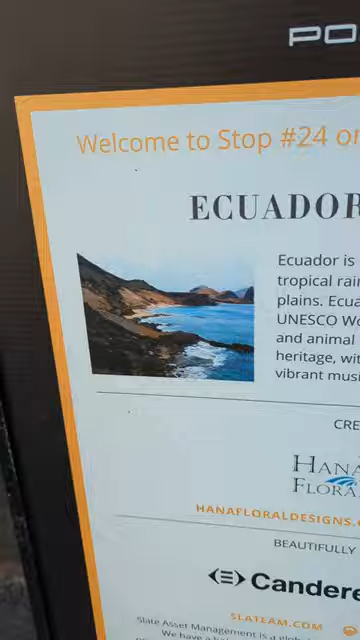 PO
Welcome to Stop #24 on
ECUADOR
Ecuador is
tropical rai
plains. Ecua
UNESCO Wo
and animal
heritage, wit
vibrant musi
CRE
HANA
FLORA
HANAFLORALDESIGNS.C
BEAUTIFULLY
Candere
SLATEAM.COM
Slate Asset Management is a glob
We have a